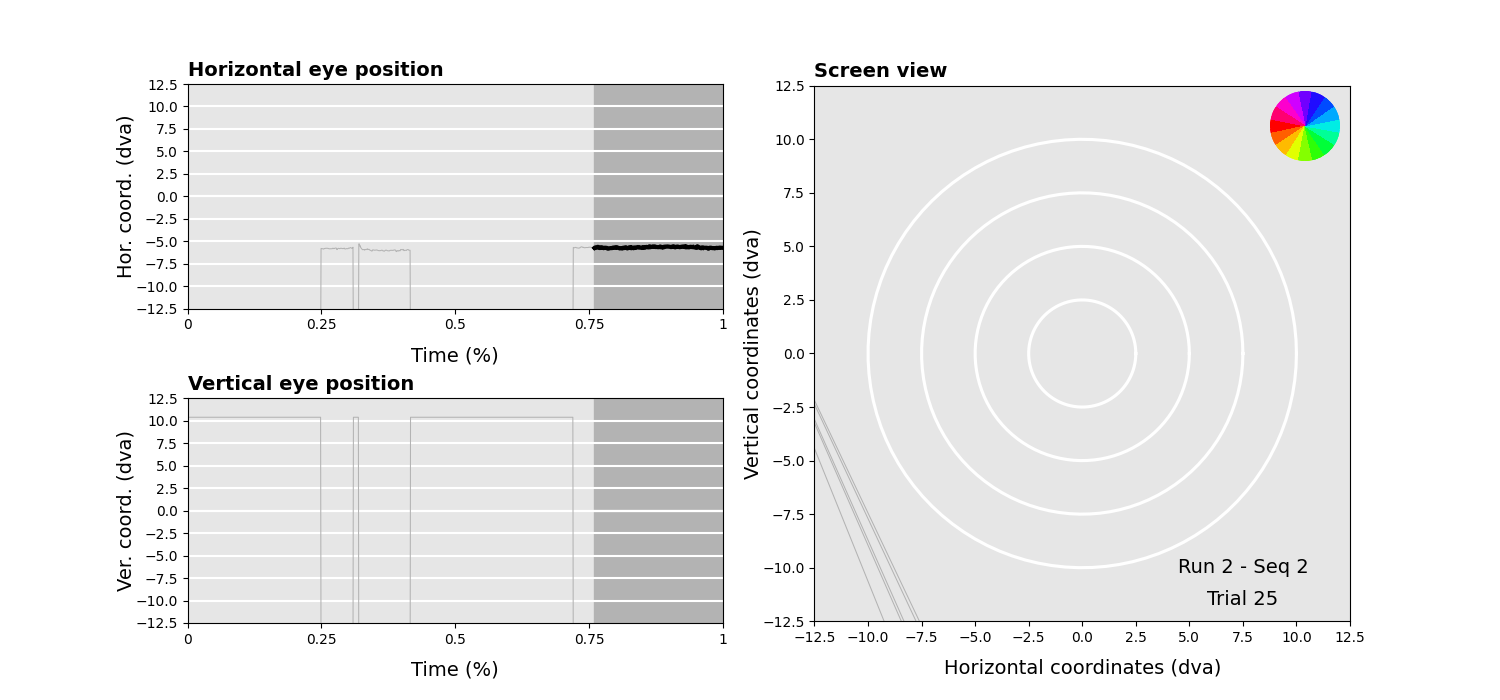 Horizontal eye position
Hor. coord. (dva)
12.5
10.0
7.5
5.0
2.5
0.0
−2.5
−5.0
−7.5
−10.0
−12.5
0 0.25 0.5 0.75 1
Time (%)
Vertical eye position
Ver. coord. (dva)
12.5
10.0
7.5
5.0
2.5
0.0
−2.5
−5.0
−7.5
−10.0
−12.5
0 0.25 0.5 0.75 1
Time (%)
Screen view
Vertical coordinates (dva)
12.5
10.0
7.5
5.0
2.5
0.0
−2.5
−5.0
−7.5
−10.0
−12.5
Run 2 - Seq 2
Trial 25
−12.5 −10.0 −7.5 −5.0 −2.5 0.0 2.5 5.0 7.5 10.0 12.5
Horizontal coordinates (dva)